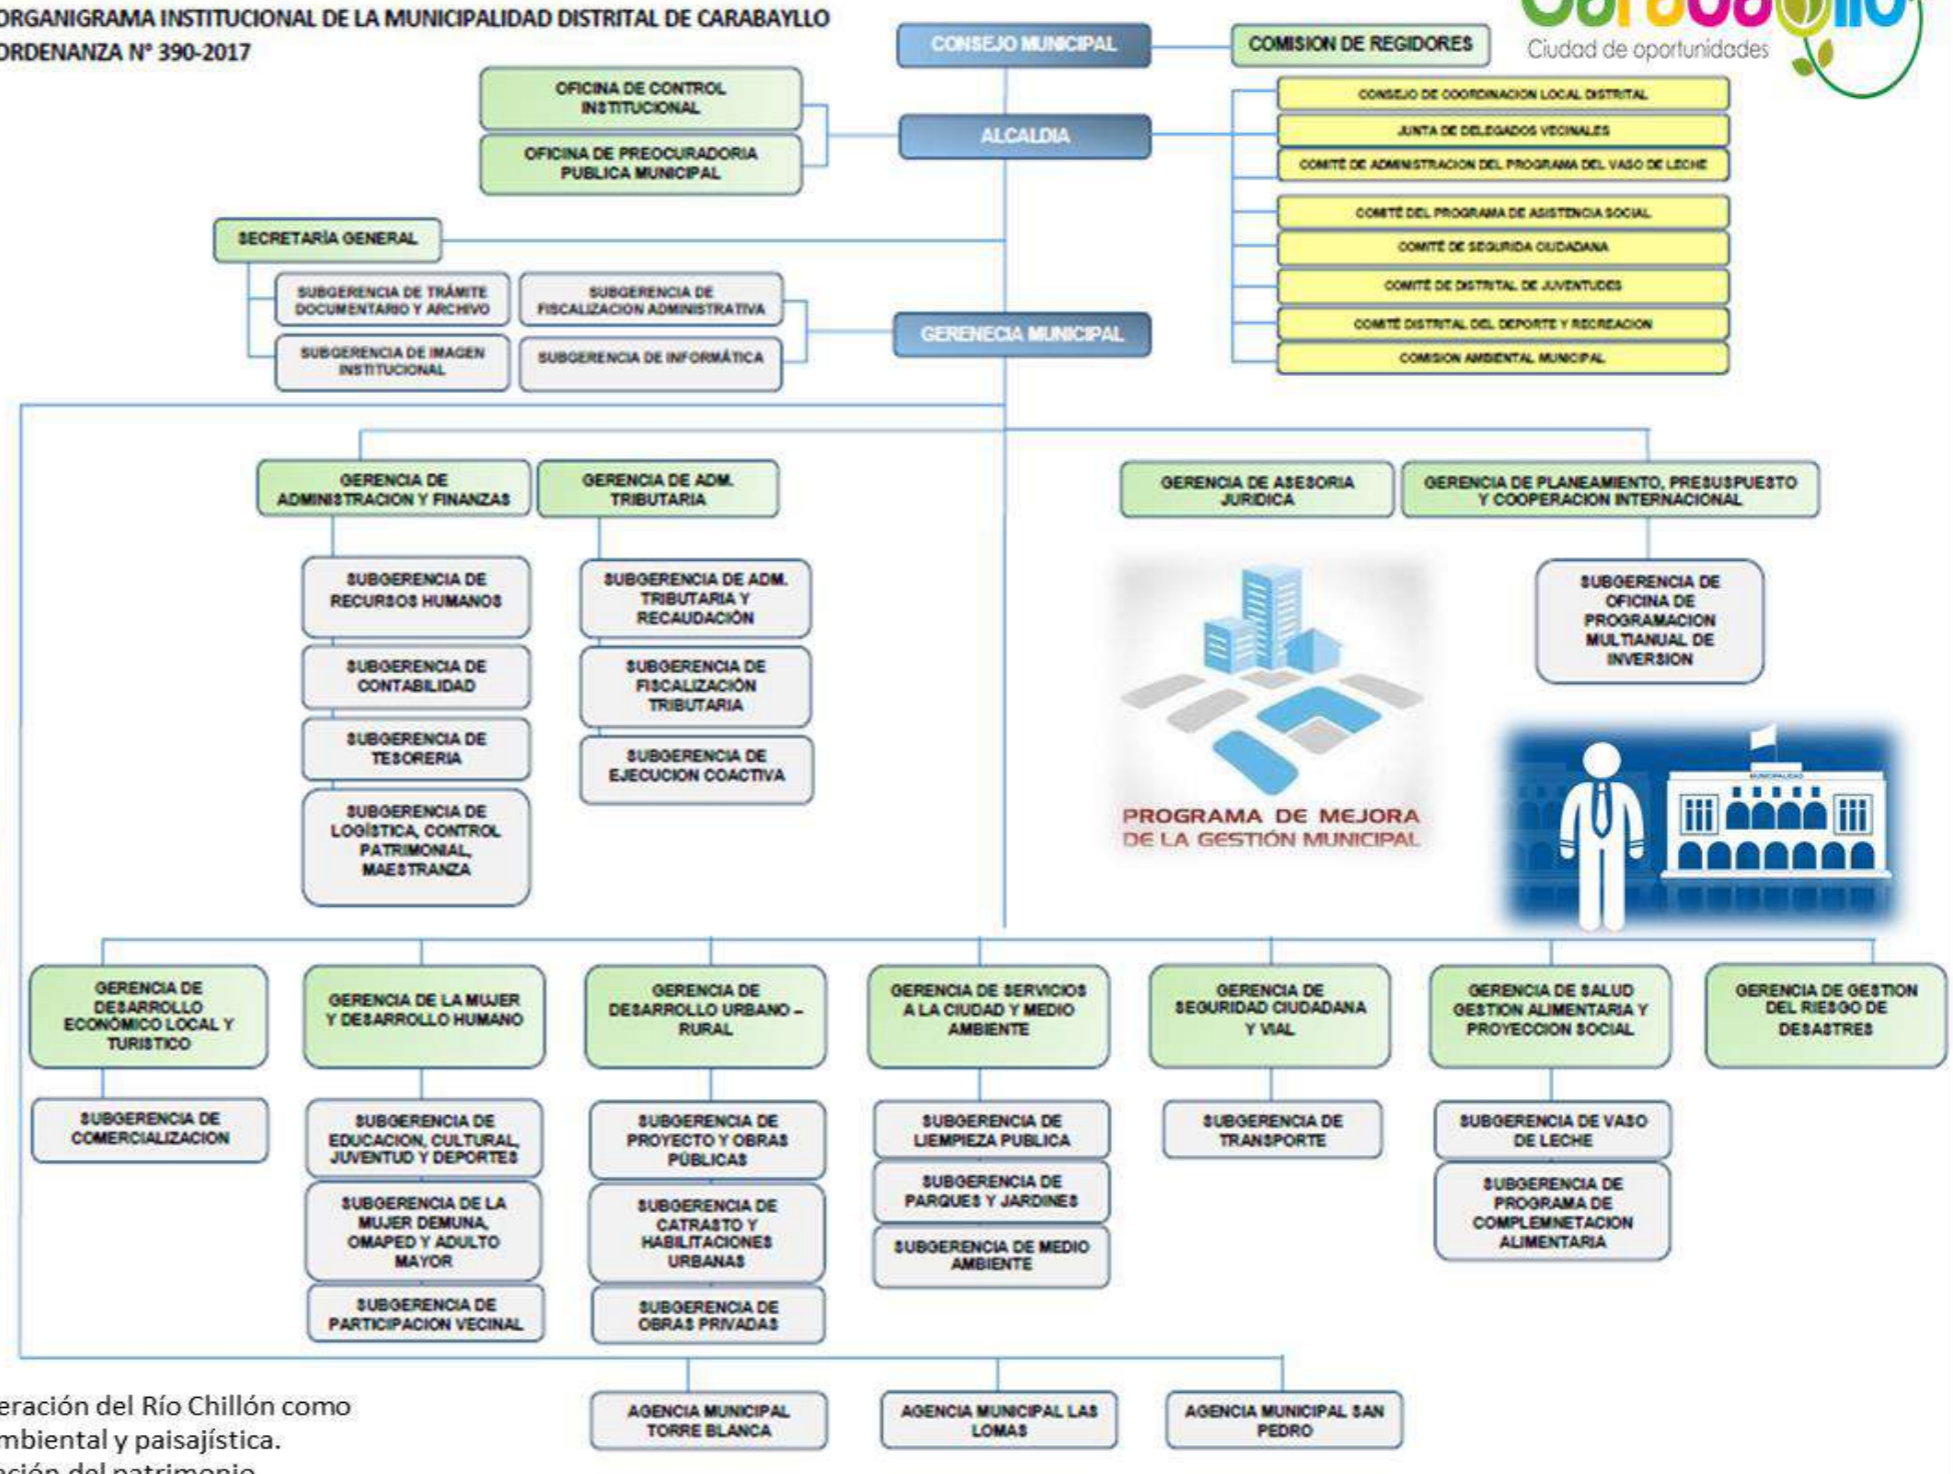 ORGANIGRAMA INSTITUCIONAL DE LA MUNICIPALIDAD DISTRITAL DE CARABAYLLO
ORDENANZA N° 390-2017
Ciudad de oportunidades
CONSEJO MUNICIPAL
COMISION DE REGIDORES
OFICINA DE CONTROL
INSTITUCIONAL
OFICINA DE PREOCURADORIA
PUBLICA MUNICIPAL
ALCALDIA
CONSEJO DE COORDINACION LOCAL DISTRITAL
JUNTA DE DELEGADOS VECINALES
COMITÉ DE ADMINISTRACION DEL PROGRAMA DEL VASO DE LECHE
COMITÉ DEL PROGRAMA DE ASISTENCIA SOCIAL
COMITÉ DE SEGURIDA CIUDADANA
COMITÉ DE DISTRITAL DE JUVENTUDES
COMITÉ DISTRITAL DEL DEPORTE Y RECREACION
COMISION AMBIENTAL MUNICIPAL
SECRETARÍA GENERAL
SUBGERENCIA DE TRÁMITE
DOCUMENTARIO Y ARCHIVO
SUBGERENCIA DE IMAGEN
INSTITUCIONAL
SUBGERENCIA DE
FISCALIZACION ADMINISTRATIVA
SUBGERENCIA DE INFORMÁTICA
GERENECIA MUNICIPAL
GERENCIA DE
ADMINISTRACION Y FINANZAS
GERENCIA DE ADM.
TRIBUTARIA
GERENCIA DE ASESORIA
JURIDICA
GERENCIA DE PLANEAMIENTO, PRESUSPUESTO
Y COOPERACION INTERNACIONAL
SUBGERENCIA DE
RECURSOS HUMANOS
SUBGERENCIA DE
CONTABILIDAD
SUBGERENCIA DE
TESORERIA
SUBGERENCIA DE
LOGÍSTICA, CONTROL
PATRIMONIAL,
MAESTRANZA
SUBGERENCIA DE ADM.
TRIBUTARIA Y
RECAUDACIÓN
SUBGERENCIA DE
FISCALIZACIÓN
TRIBUTARIA
SUBGERENCIA DE
EJECUCION COACTIVA
SUBGERENCIA DE
OFICINA DE
PROGRAMACION
MULTIANUAL DE
INVERSION
PROGRAMA DE MEJORA
DE LA GESTIÓN MUNICIPAL
MUNICIPALIDAD
GERENCIA DE
DESARROLLO
ECONÓMICO LOCAL Y
TURISTICO
SUBGERENCIA DE
COMERCIALIZACION
GERENCIA DE LA MUJER
Y DESARROLLO HUMANO
SUBGERENCIA DE
EDUCACION, CULTURAL,
JUVENTUD Y DEPORTES
SUBGERENCIA DE LA
MUJER DEMUNA,
OMAPED Y ADULTO
MAYOR
SUBGERENCIA DE
PARTICIPACION VECINAL
GERENCIA DE
DESARROLLO URBANO –
RURAL
SUBGERENCIA DE
PROYECTO Y OBRAS
PÚBLICAS
SUBGERENCIA DE
CATRASTO Y
HABILITACIONES
URBANAS
SUBGERENCIA DE
OBRAS PRIVADAS
GERENCIA DE SERVICIOS
A LA CIUDAD Y MEDIO
AMBIENTE
SUBGERENCIA DE
LIEMPIEZA PUBLICA
SUBGERENCIA DE
PARQUES Y JARDINES
SUBGERENCIA DE MEDIO
AMBIENTE
GERENCIA DE
SEGURIDAD CIUDADANA
Y VIAL
SUBGERENCIA DE
TRANSPORTE
GERENCIA DE SALUD
GESTION ALIMENTARIA Y
PROYECCION SOCIAL
SUBGERENCIA DE VASO
DE LECHE
SUBGERENCIA DE
PROGRAMA DE
COMPLEMNETACION
ALIMENTARIA
GERENCIA DE GESTION
DEL RIESGO DE
DESASTRES
AGENCIA MUNICIPAL
TORRE BLANCA
AGENCIA MUNICIPAL LAS
LOMAS
AGENCIA MUNICIPAL SAN
PEDRO
eración del Río Chillón como
mbiental y paisajística.
ación del patrimonio